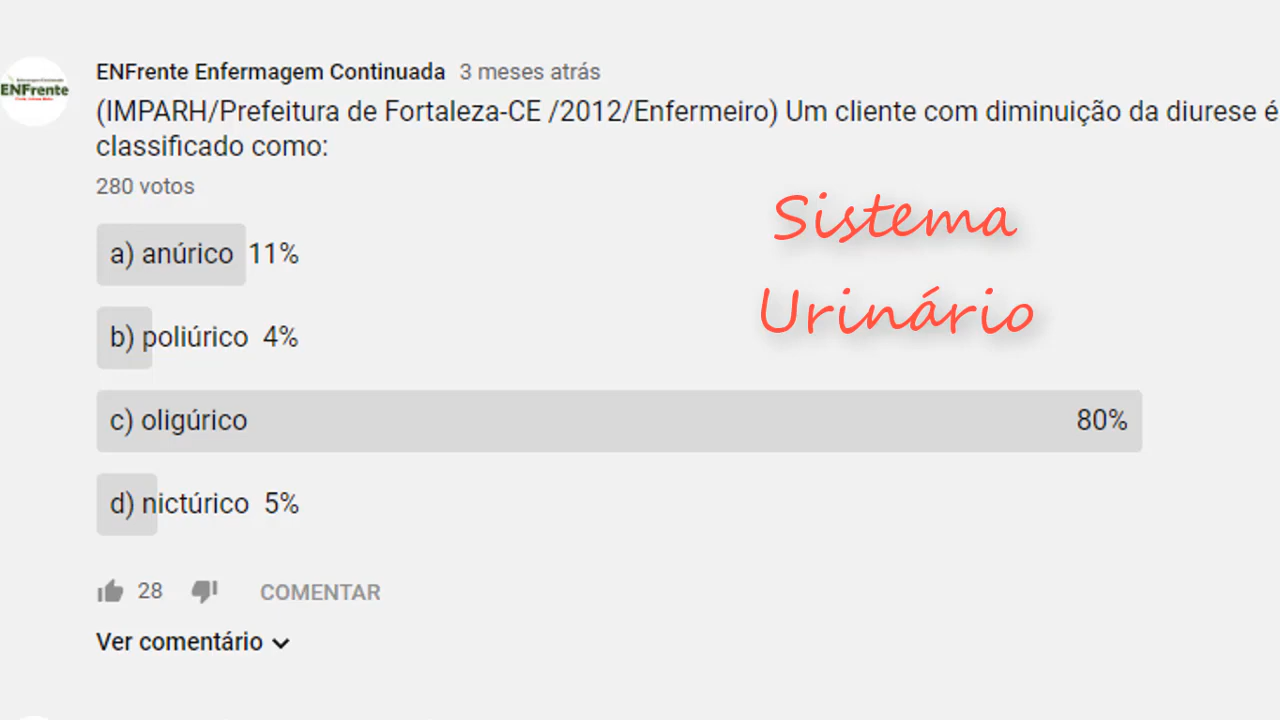 ENFrente Enfermagem Continuada 3 meses atrás
(IMPARH/Prefeitura de Fortaleza-CE /2012/Enfermeiro) Um cliente com diminuição da diurese é
classificado como:
280 votos
ENFrente
Sistema
Urinário
a) anúrico 11%
b) poliúrico 4%
c) oligúrico 80%
d) nictúrico 5%
28 COMENTAR
Ver comentário